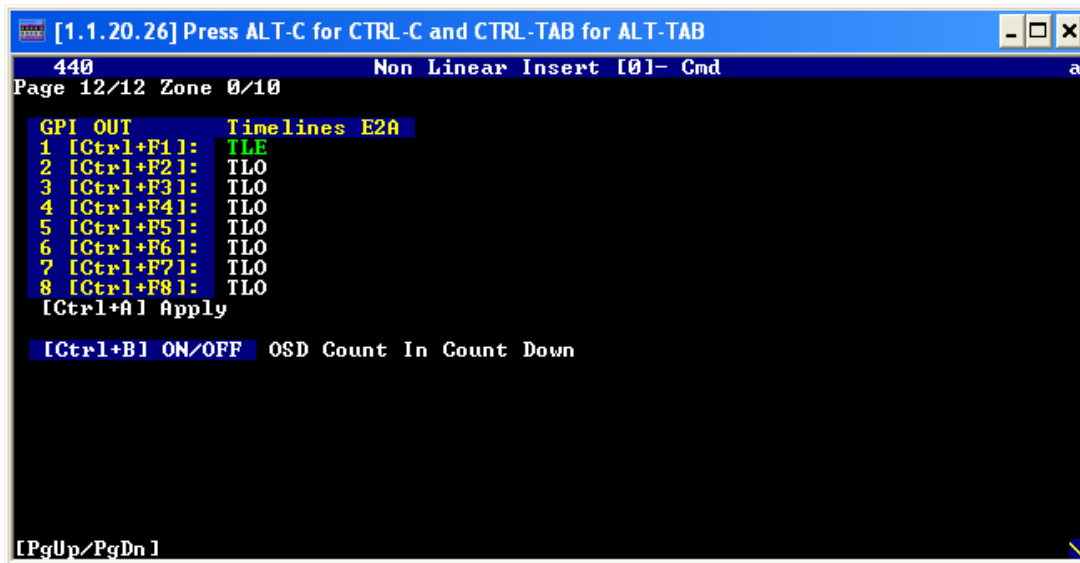 [1.1.20.26] Press ALT-C for CTRL-C and CTRL-TAB for ALT-TAB
440 Non Linear Insert [0]- Cmd a
Page 12/12 Zone 0/10
GPI OUT Timelines E2A
1 [Ctrl+F1]: TLE
2 [Ctrl+F2]: TLO
3 [Ctrl+F3]: TLO
4 [Ctrl+F4]: TLO
5 [Ctrl+F5]: TLO
6 [Ctrl+F6]: TLO
7 [Ctrl+F7]: TLO
8 [Ctrl+F8]: TLO
[Ctrl+A] Apply
[Ctrl+B] ON/OFF OSD Count In Count Down
[PgUp/PgDn] \